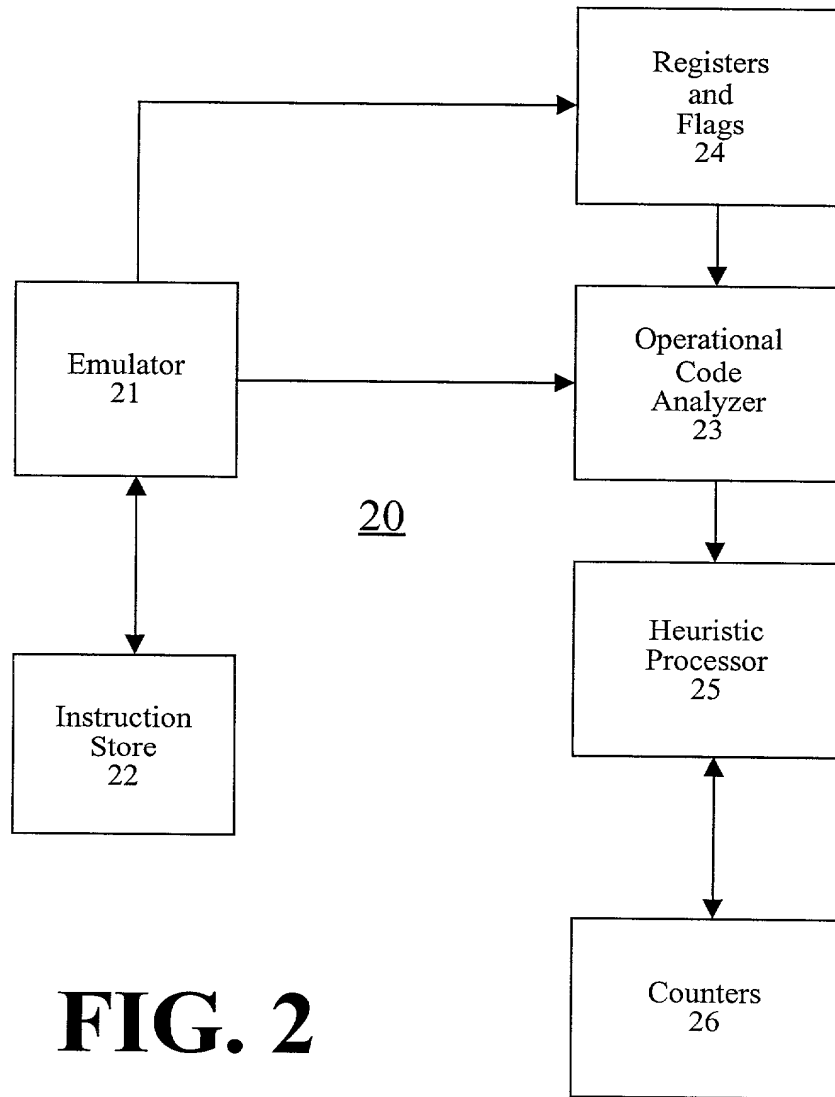 Registers
and
Flags
24
Emulator
21
Operational
Code
Analyzer
23
20
Instruction
Store
22
Heuristic
Processor
25
Counters
26
FIG. 2